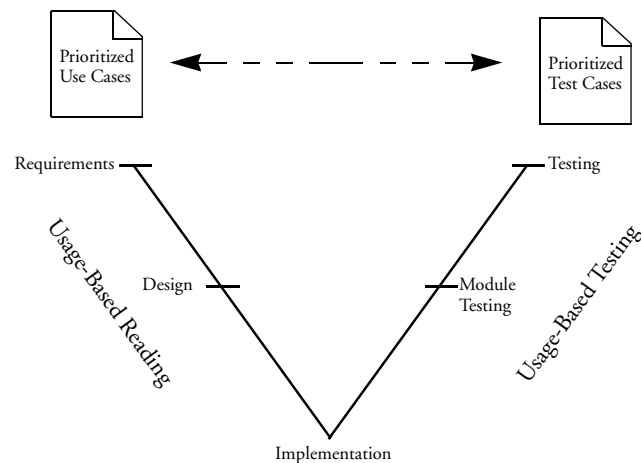 Prioritized
Use Cases
Prioritized
Test Cases
Requirements
Testing
Usage-Based Reading
Usage-Based Testing
Design
Module
Testing
Implementation